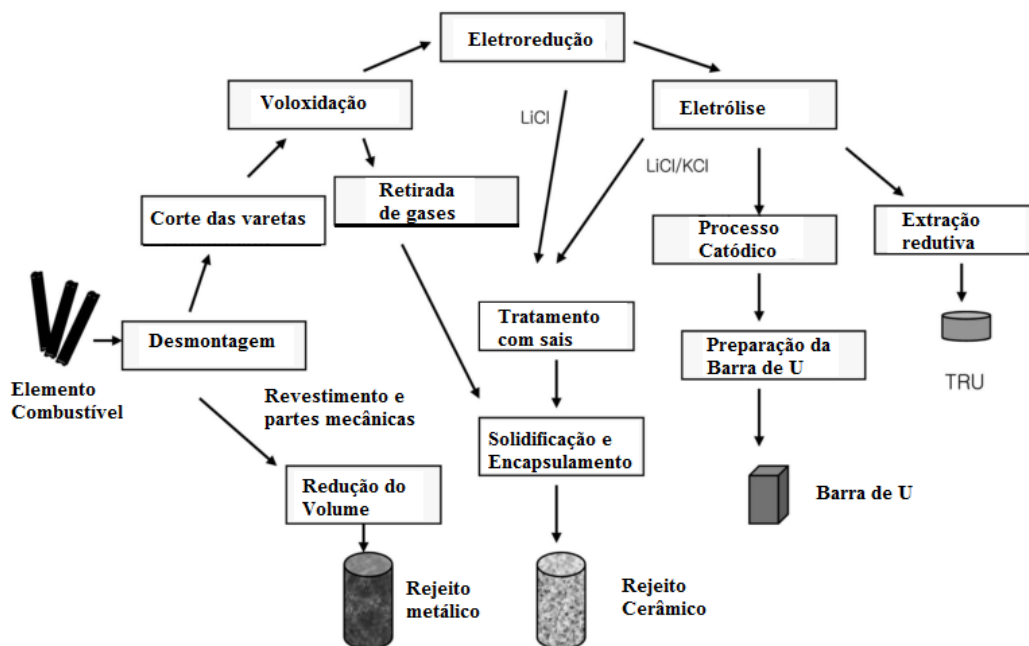 Eletroredução
Voloxidação
LiCl
Eletrólise
LiCl/KCl
Retirada
de gases
Corte das varetas
Processo
Catódico
Extração
redutiva
Tratamento
com sais
Desmontagem
Preparação da
Barra de U
TRU
Elemento
Combustível
Revestimento e
partes mecânicas
Solidificação e
Encapsulamento
Redução do
Volume
Barra de U
Rejeito
metálico
Rejeito
Cerâmico